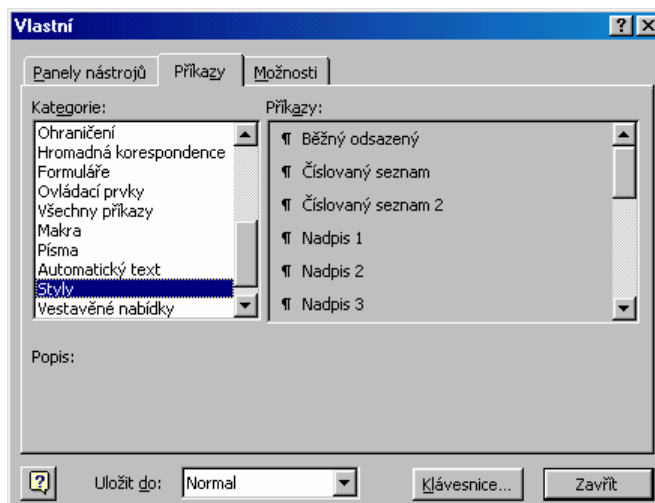 Vlastní
Panely nástrojů Příkazy Možnosti
Kategorie: Příkazy:
Ohraničení
Hromadná korespondence
Formuláře
Ovládací prvky
Všechny příkazy
Makra
Písma
Automatický text
Styly
Vestavěné nabídky
¶ Běžný odsazený
¶ Číslovaný seznam
¶ Číslovaný seznam 2
¶ Nadpis 1
¶ Nadpis 2
¶ Nadpis 3
Popis:
Uložit do: Normal Klávesnice... Zavřít